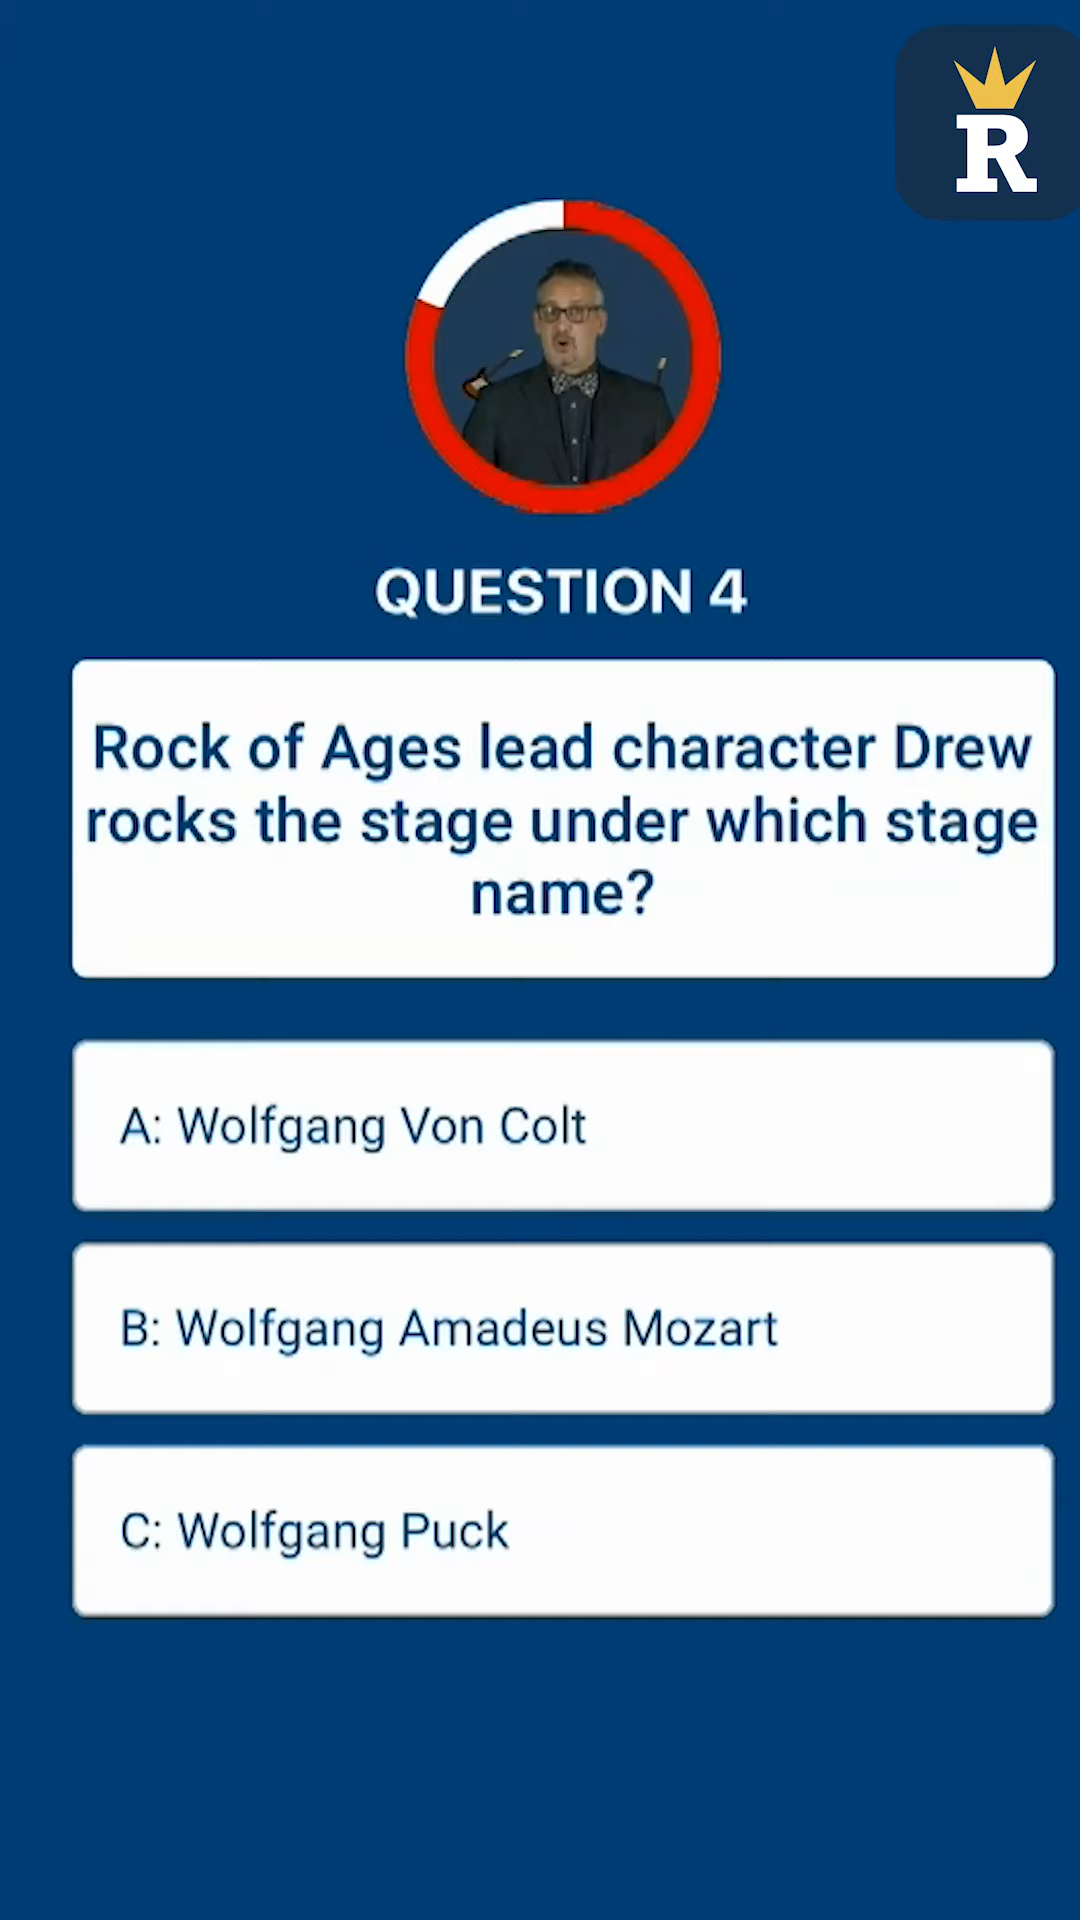 R
QUESTION 4
Rock of Ages lead character Drew
rocks the stage under which stage
name?
A: Wolfgang Von Colt
B: Wolfgang Amadeus Mozart
C: Wolfgang Puck